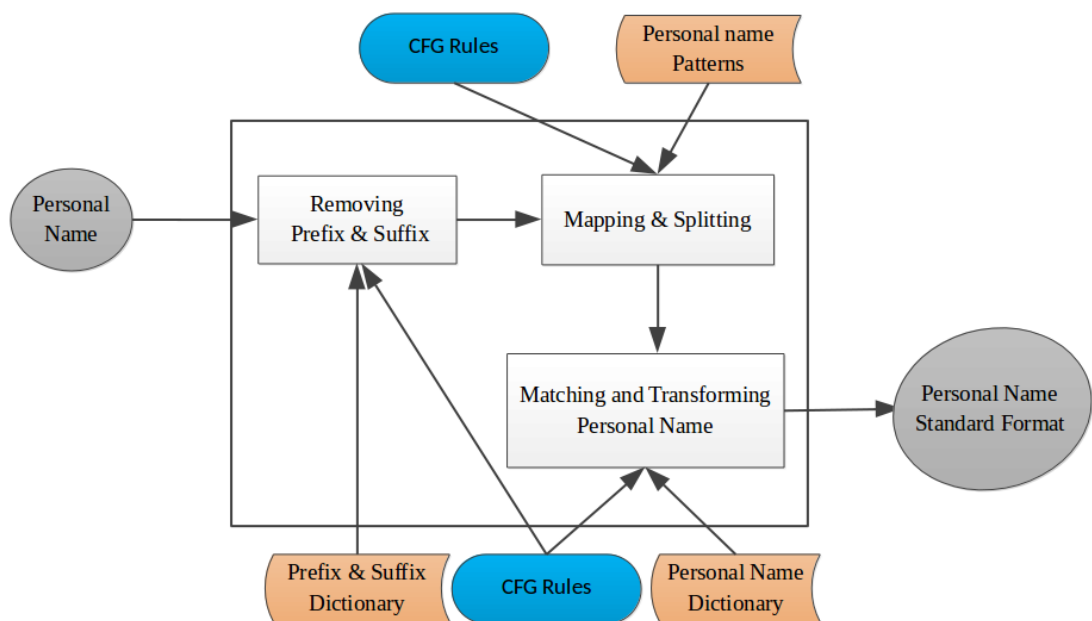 CFG Rules
Personal name
Patterns
Personal
Name
Removing
Prefix & Suffix
Mapping & Splitting
Matching and Transforming
Personal Name
Personal Name
Standard Format
Prefix & Suffix
Dictionary
CFG Rules
Personal Name
Dictionary